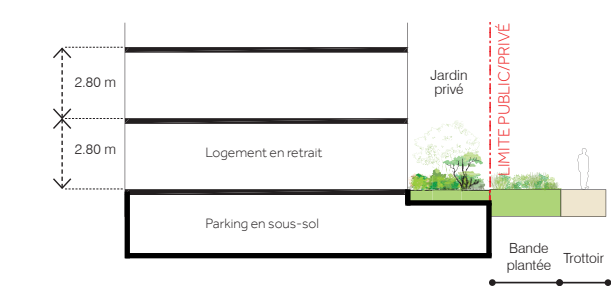 2.80 m
Jardin
privé
LIMITE PUBLIC/PRIVÉ
2.80 m
Logement en retrait
Parking en sous-sol
Bande
plantée
Trottoir